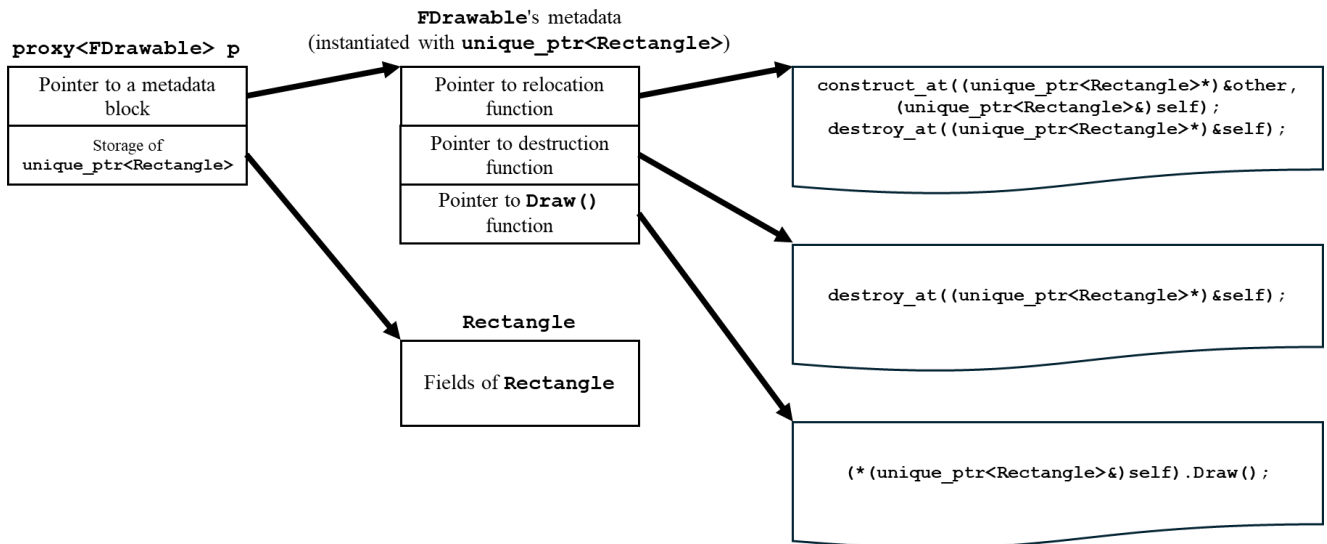 proxy<FDrawable> p
Pointer to a metadata
block
Storage of
unique_ptr<Rectangle>
FDrawable's metadata
(instantiated with unique_ptr<Rectangle>)
Pointer to relocation
function
Pointer to destruction
function
Pointer to Draw()
function
Rectangle
Fields of Rectangle
construct_at((unique_ptr<Rectangle>*)&other,
(unique_ptr<Rectangle>&)self);
destroy_at((unique_ptr<Rectangle>*)&self);
destroy_at((unique_ptr<Rectangle>*)&self);
(*(unique_ptr<Rectangle>&)self).Draw();